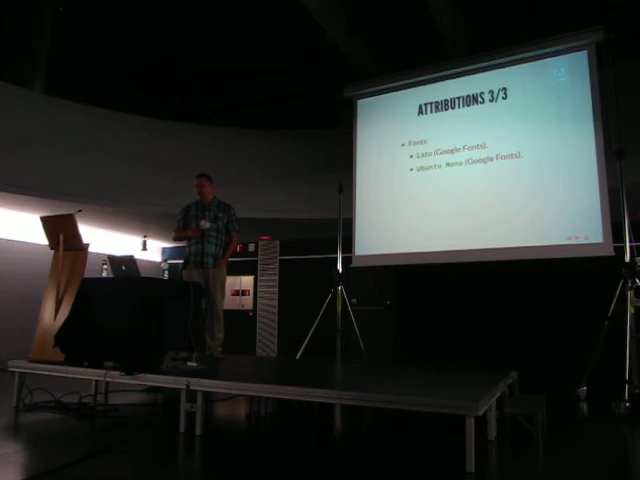 ATTRIBUTIONS 3/3
• Fonts
• Lato (Google Fonts).
• Ubuntu Mono (Google Fonts).